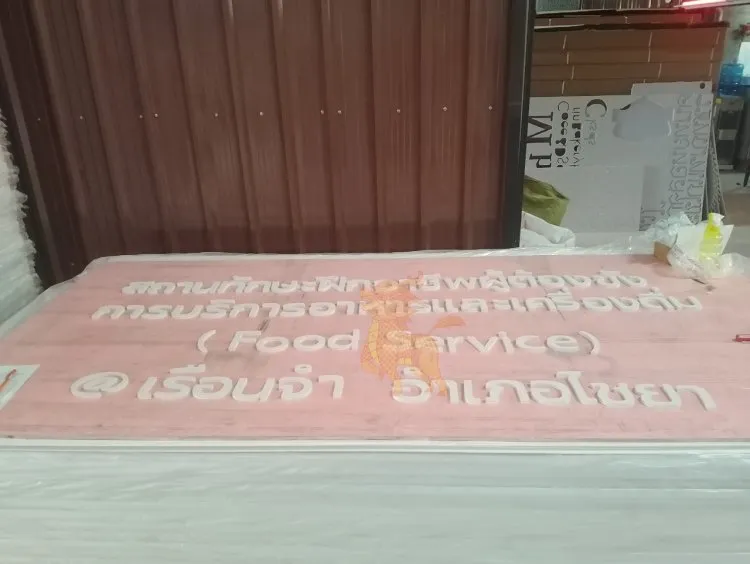 สถานทักษะฝึกอาชีพผู้ต้องขัง
การบริการอาหารและเครื่องดื่ม
( Food Service)
@ เรือนจำ อำเภอไชยา